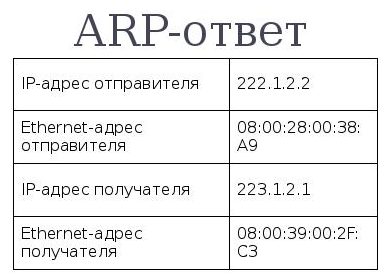 ARP-ответ
IP-адрес отправителя
222.1.2.2
Ethernet-адрес
отправителя
08:00:28:00:38:
A9
IP-адрес получателя
223.1.2.1
Ethernet-адрес
получателя
08:00:39:00:2F:
C3